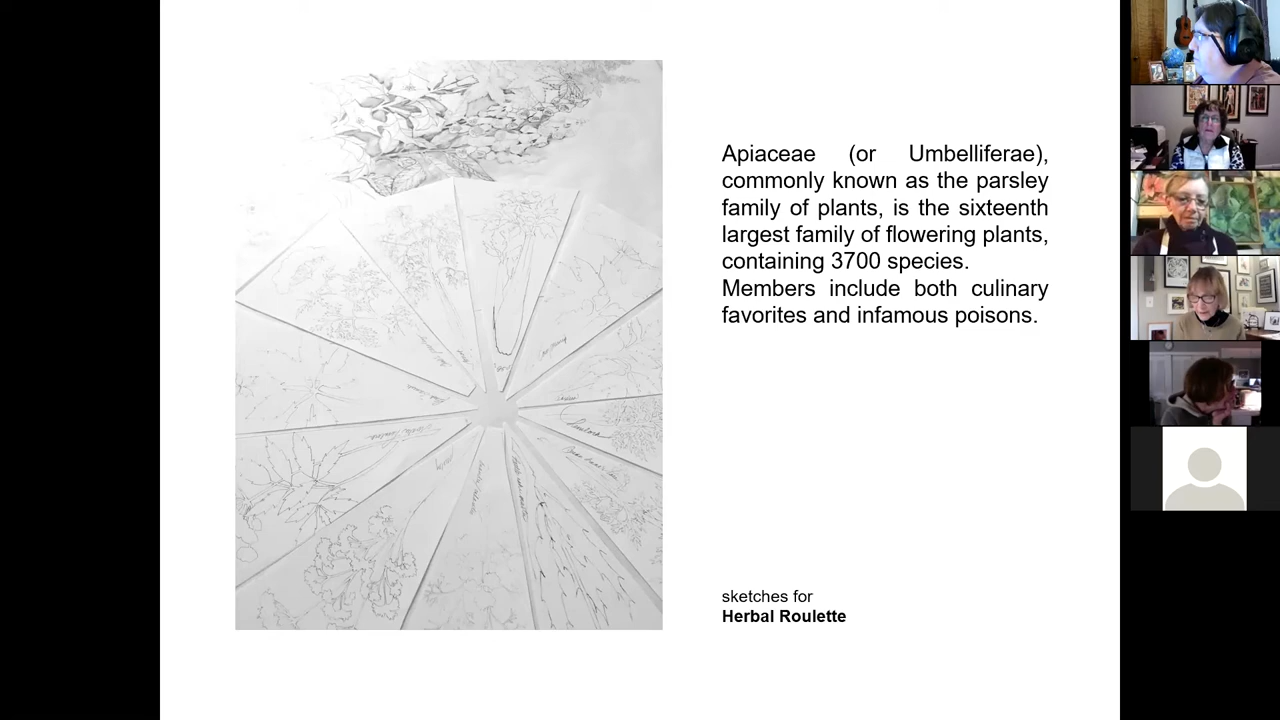 Apiaceae (or Umbelliferae),
commonly known as the parsley
family of plants, is the sixteenth
largest family of flowering plants,
containing 3700 species.
Members include both culinary
favorites and infamous poisons.
sketches for
Herbal Roulette